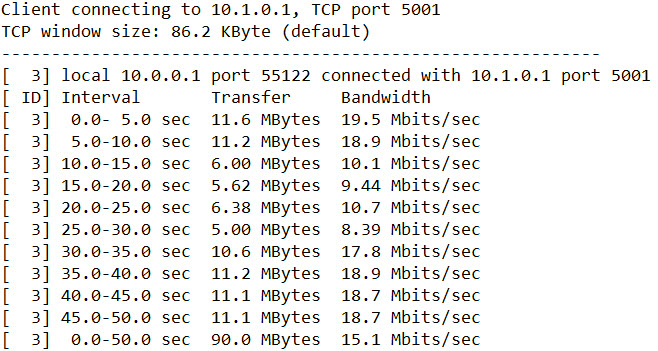 Client connecting to 10.1.0.1, TCP port 5001
TCP window size: 86.2 KByte (default)
------------------------------------------------------------
[  3] local 10.0.0.1 port 55122 connected with 10.1.0.1 port 5001
[ ID] Interval       Transfer     Bandwidth
[  3]  0.0- 5.0 sec  11.6 MBytes  19.5 Mbits/sec
[  3]  5.0-10.0 sec  11.2 MBytes  18.9 Mbits/sec
[  3] 10.0-15.0 sec  6.00 MBytes  10.1 Mbits/sec
[  3] 15.0-20.0 sec  5.62 MBytes  9.44 Mbits/sec
[  3] 20.0-25.0 sec  6.38 MBytes  10.7 Mbits/sec
[  3] 25.0-30.0 sec  5.00 MBytes  8.39 Mbits/sec
[  3] 30.0-35.0 sec  10.6 MBytes  17.8 Mbits/sec
[  3] 35.0-40.0 sec  11.2 MBytes  18.9 Mbits/sec
[  3] 40.0-45.0 sec  11.1 MBytes  18.7 Mbits/sec
[  3] 45.0-50.0 sec  11.1 MBytes  18.7 Mbits/sec
[  3]  0.0-50.0 sec  90.0 MBytes  15.1 Mbits/sec